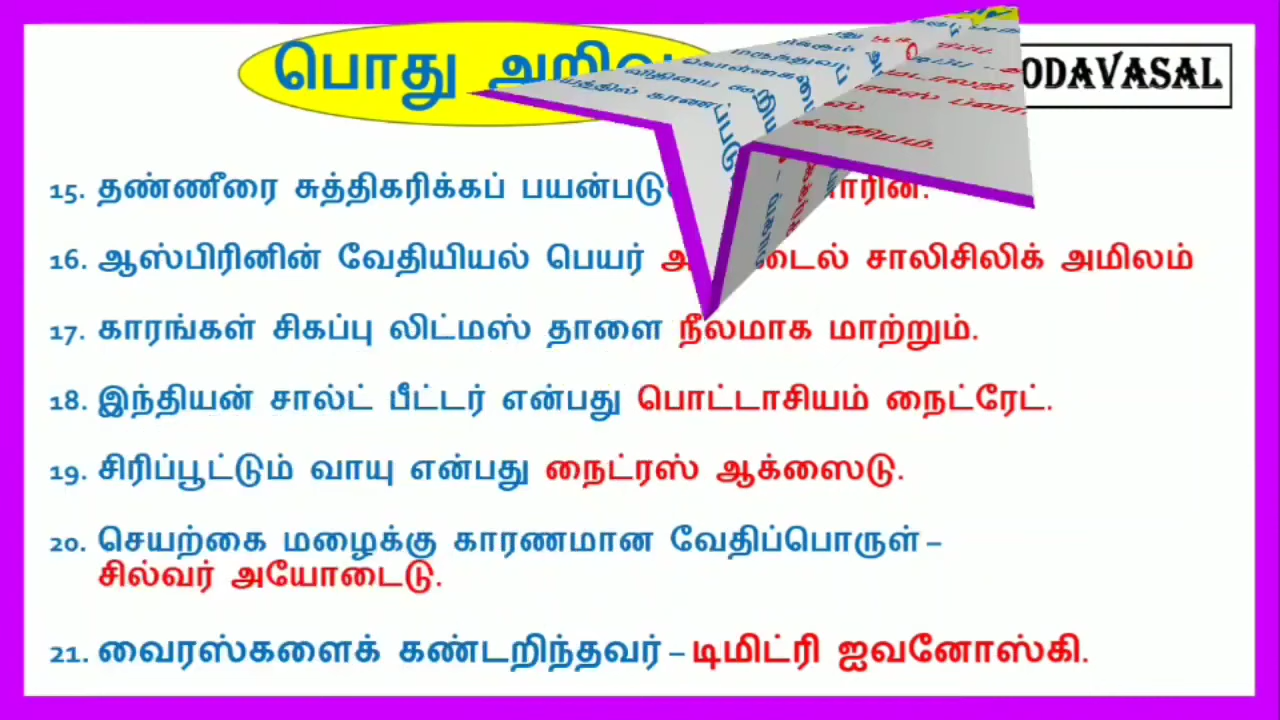 பொது
ODAVASAL
15. தண்ணீரை சுத்திகரிக்கப்
16. ஆஸ்பிரினின் வேதியியல் பெயர் சாலிசிலிக் அமிலம்
17. காரங்கள் சிகப்பு லிட்மஸ் தாளை நீலமாக மாற்றும்.
18. இந்தியன் சால்ட் பீட்டர் என்பது பொட்டாசியம் நைட்ரேட்.
19. சிரிப்பூட்டும் வாயு என்பது நைட்ரஸ் ஆக்ஸைடு.
20. செயற்கை மழைக்கு காரணமான வேதிப்பொருள் –
சில்வர் அயோடைடு.
21. வைரஸ்களைக் கண்டறிந்தவர் – டிமிட்ரி ஐவனோஸ்கி.